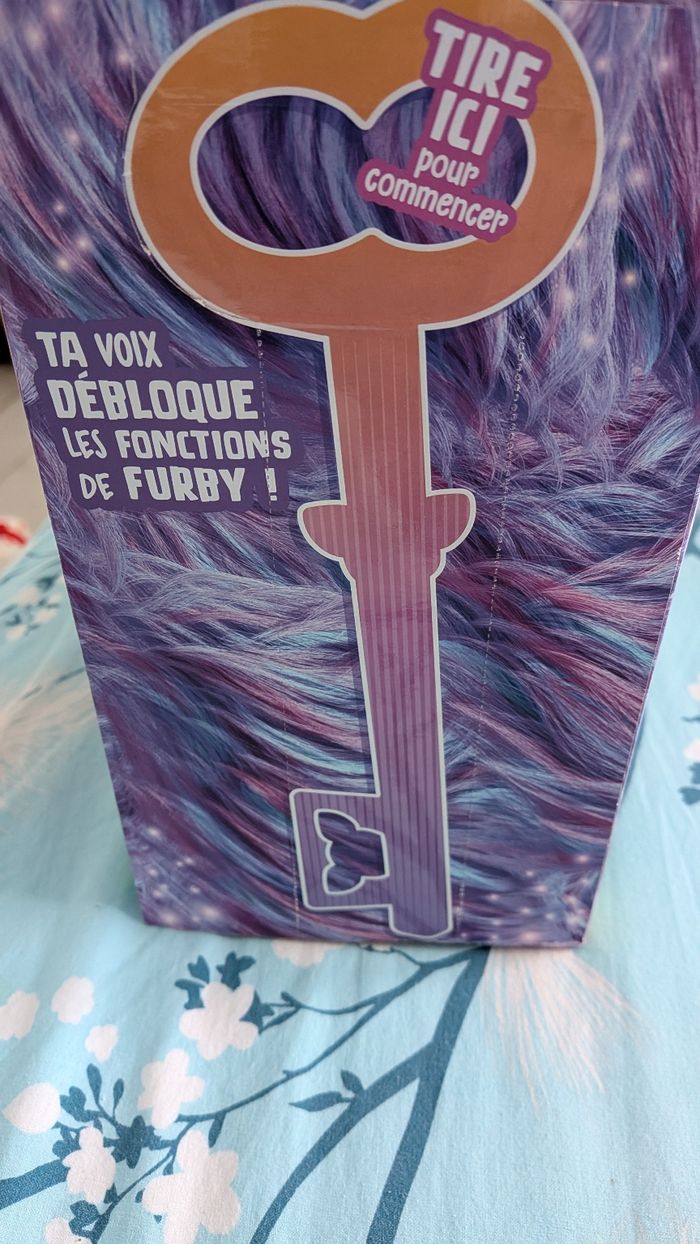 TIRE
ICI
pour
commencer
TA VOIX
DÉBLOQUE
LES FONCTIONS
DE FURBY !